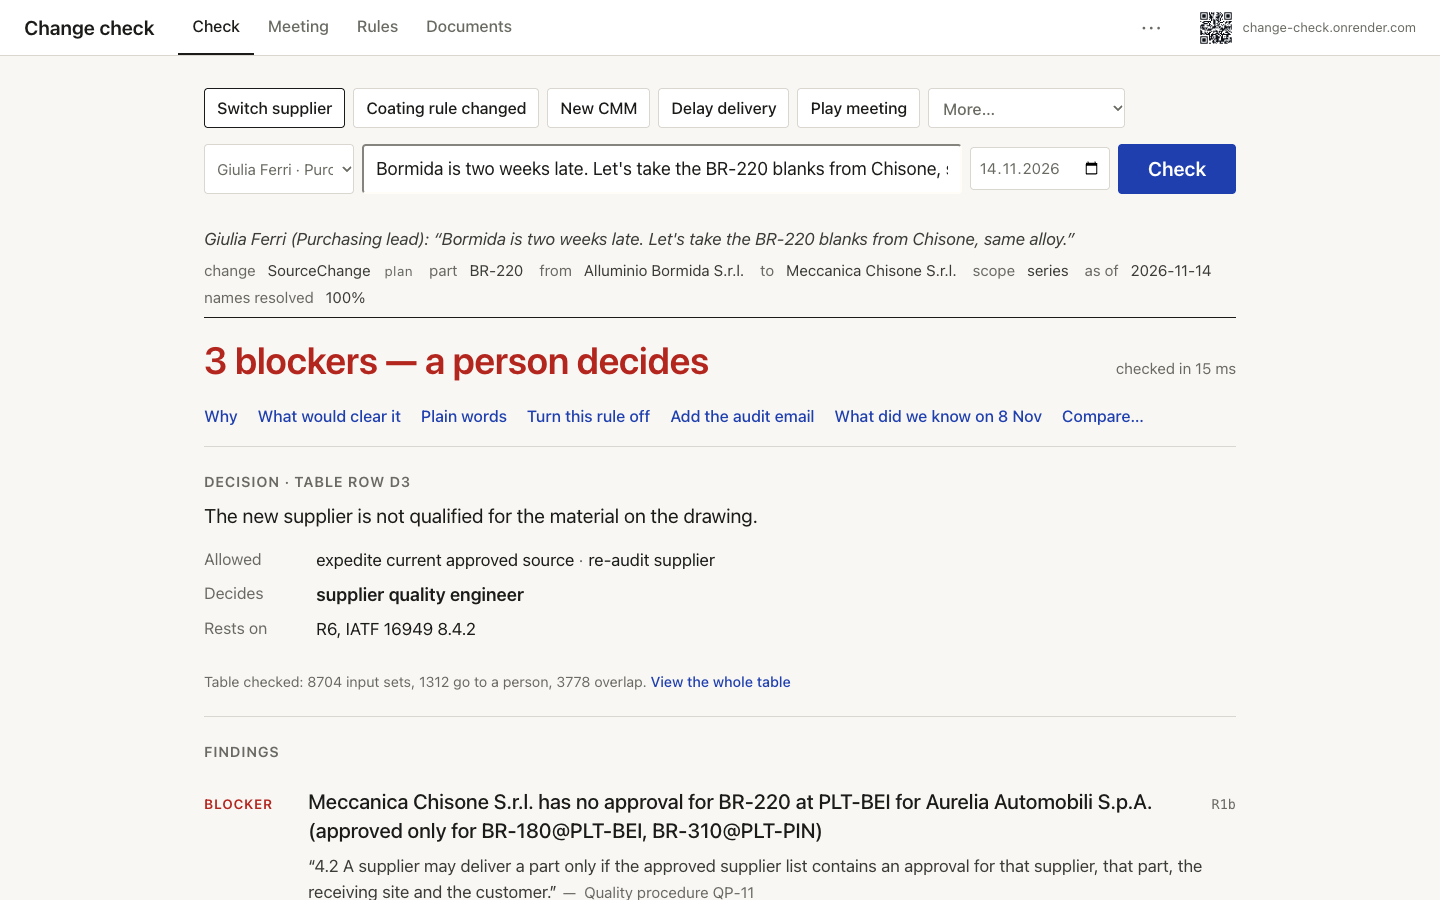 Change check
Check
Meeting
Rules
Documents
···
change-check.onrender.com
Switch supplier
Coating rule changed
New CMM
Delay delivery
Play meeting
More...
Giulia Ferri · Purc
Bormida is two weeks late. Let's take the BR-220 blanks from Chisone,
14.11.2026
Check
Giulia Ferri (Purchasing lead): “Bormida is two weeks late. Let's take the BR-220 blanks from Chisone, same alloy.”
change SourceChange plan part BR-220 from Alluminio Bormida S.r.l. to Meccanica Chisone S.r.l. scope series as of 2026-11-14
names resolved 100%
3 blockers — a person decides
checked in 15 ms
Why
What would clear it
Plain words
Turn this rule off
Add the audit email
What did we know on 8 Nov
Compare...
DECISION · TABLE ROW D3
The new supplier is not qualified for the material on the drawing.
Allowed expedite current approved source · re-audit supplier
Decides supplier quality engineer
Rests on R6, IATF 16949 8.4.2
Table checked: 8704 input sets, 1312 go to a person, 3778 overlap. View the whole table
FINDINGS
BLOCKER
Meccanica Chisone S.r.l. has no approval for BR-220 at PLT-BEI for Aurelia Automobili S.p.A.
(approved only for BR-180@PLT-BEI, BR-310@PLT-PIN)
R1b
“4.2 A supplier may deliver a part only if the approved supplier list contains an approval for that supplier, that part, the
receiving site and the customer.” — Quality procedure QP-11